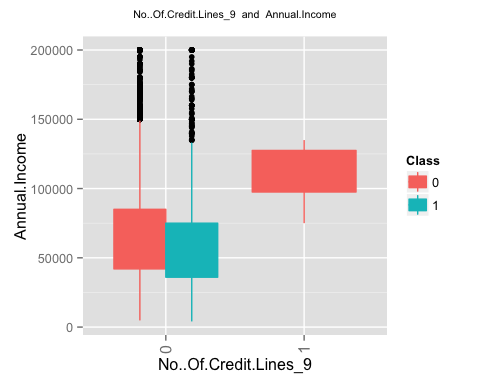 No..Of.Credit.Lines_9 and Annual.Income
200000
150000
100000
50000
0
Annual.Income
0
1
No..Of.Credit.Lines_9
Class
0
1